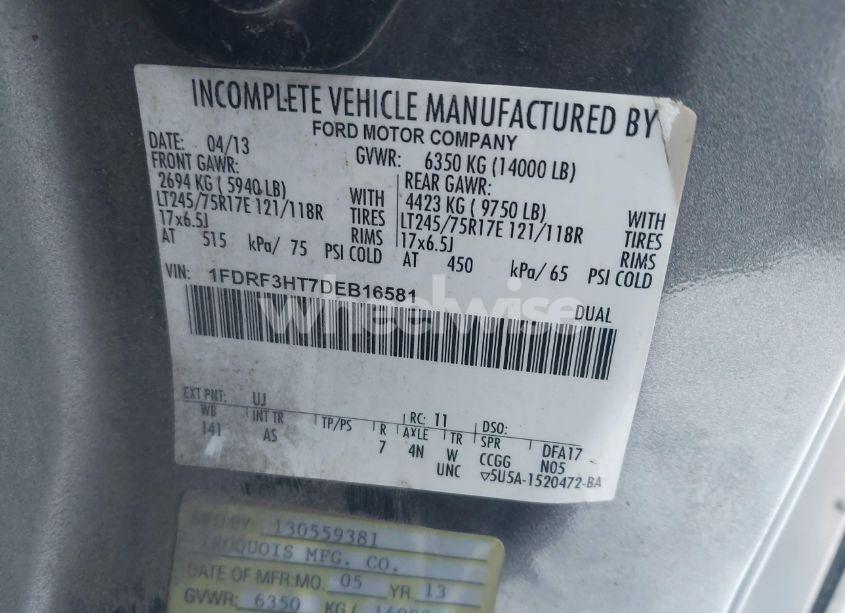 INCOMPLETE VEHICLE MANUFACTURED BY
FORD MOTOR COMPANY
DATE: 04/13 GVWR: 6350 KG (14000 LB)
FRONT GAWR: REAR GAWR:
2694 KG ( 5940 LB) WITH 4423 KG ( 9750 LB) WITH
LT245/75R17E 121/118R TIRES LT245/75R17E 121/118R TIRES
17x6.5J RIMS 17x6.5J RIMS
AT 515 kPa/ 75 PSI COLD AT 450 kPa/ 65 PSI COLD
VIN: 1FDRF3HT7DEB16581
DUAL
wheelwise
EXT PNT: UJ RC: 11 DSO:
WB INT TR TP/PS R AXLE TR SPR DFA17
141 AS 7 4N W CCGG N05
UNC ▽5U5A-1520472-BA
130559381
MFD BY:
IROQUOIS MFG. CO.
DATE OF MFR: MO. 05 YR. 13
GVWR: 6350 KG (